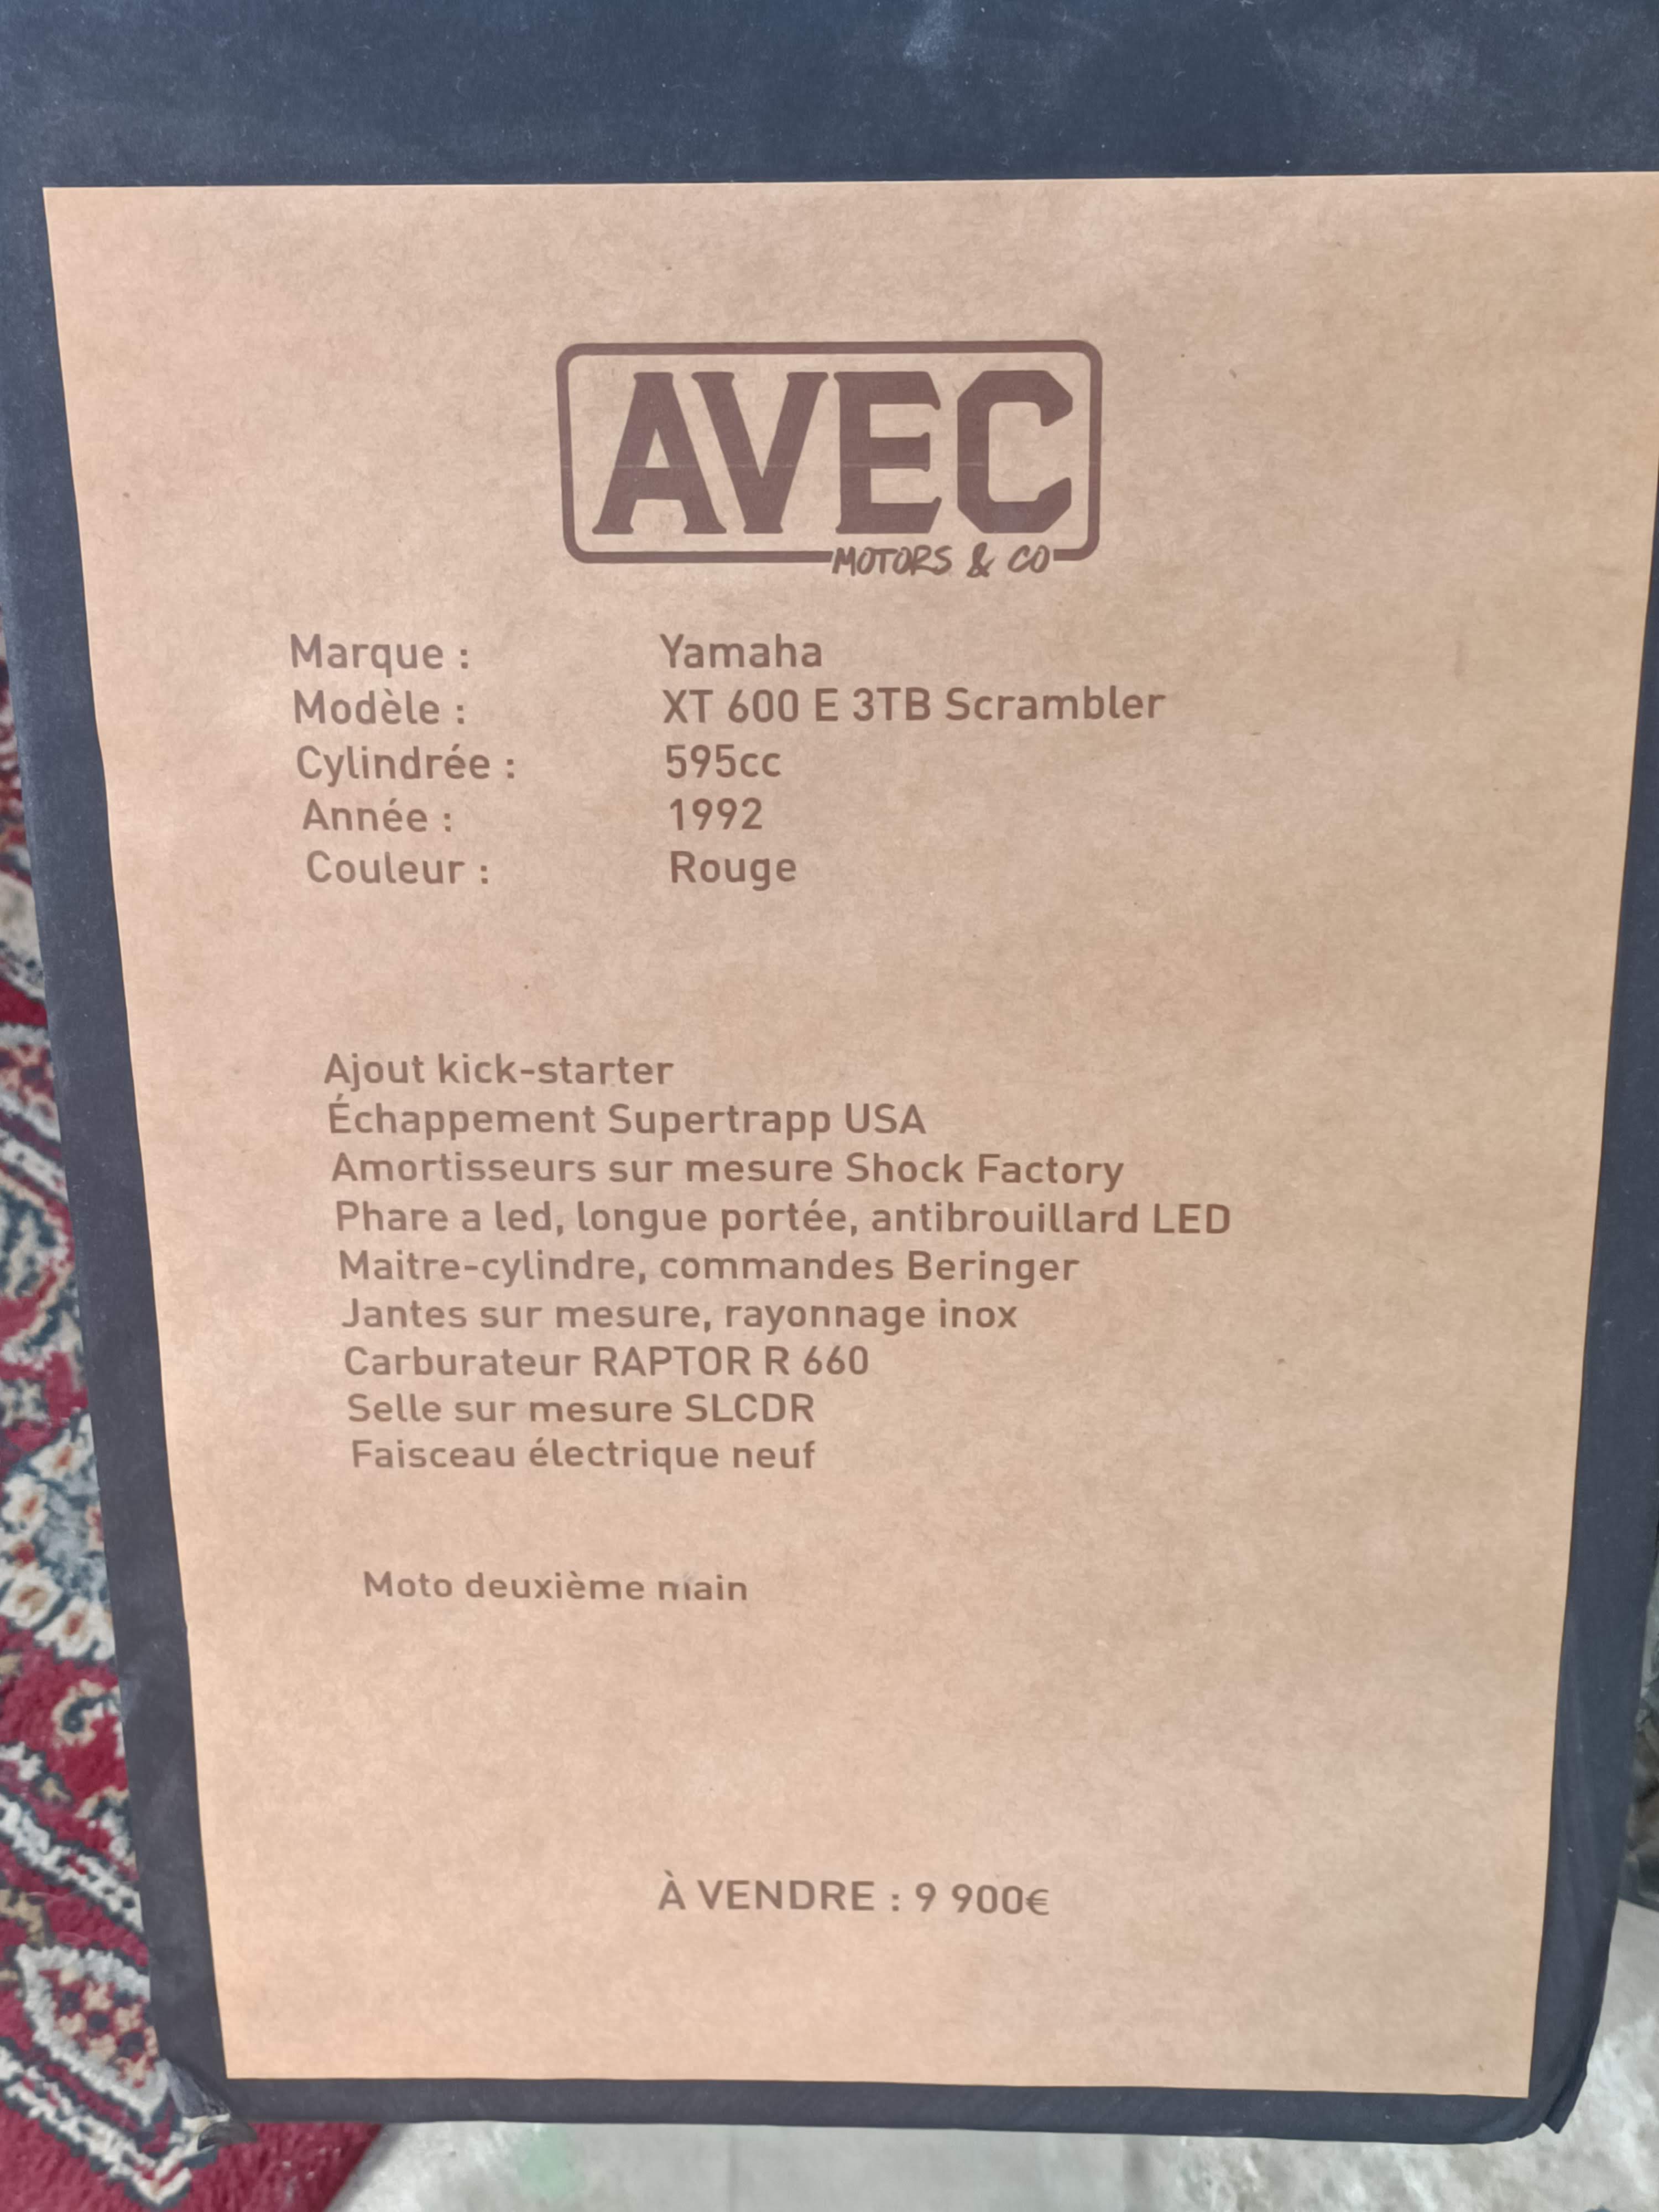 AVEC
MOTORS & CO
Marque : Yamaha
Modèle : XT 600 E 3TB Scrambler
Cylindrée : 595cc
Année : 1992
Couleur : Rouge
Ajout kick-starter
Échappement Supertrapp USA
Amortisseurs sur mesure Shock Factory
Phare a led, longue portée, antibrouillard LED
Maitre-cylindre, commandes Beringer
Jantes sur mesure, rayonnage inox
Carburateur RAPTOR R 660
Selle sur mesure SLCDR
Faisceau électrique neuf
Moto deuxième main
À VENDRE : 9 900€